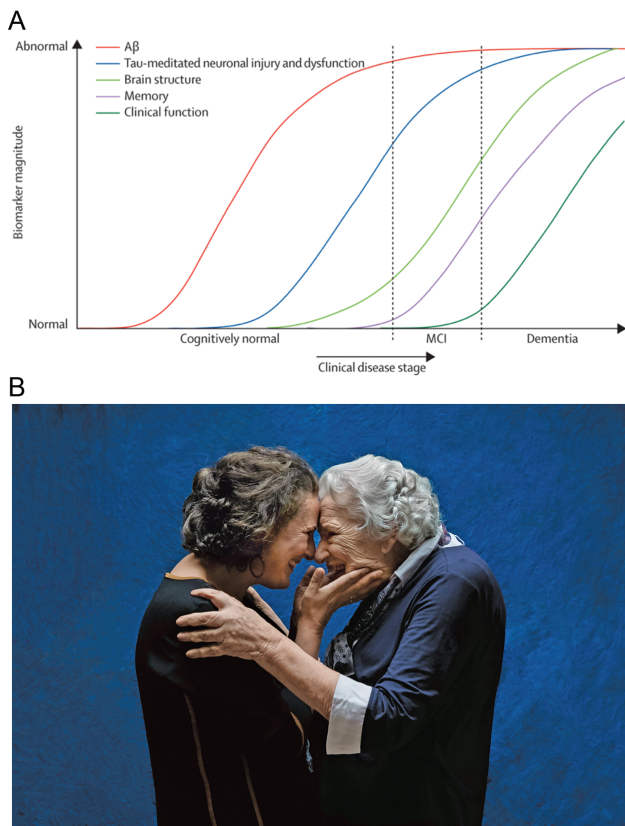 A
Abnormal
Aβ
Tau-meditated neuronal injury and dysfunction
Brain structure
Memory
Clinical function
Biomarker magnitude
Normal
Cognitively normal
MCI
Dementia
Clinical disease stage
B